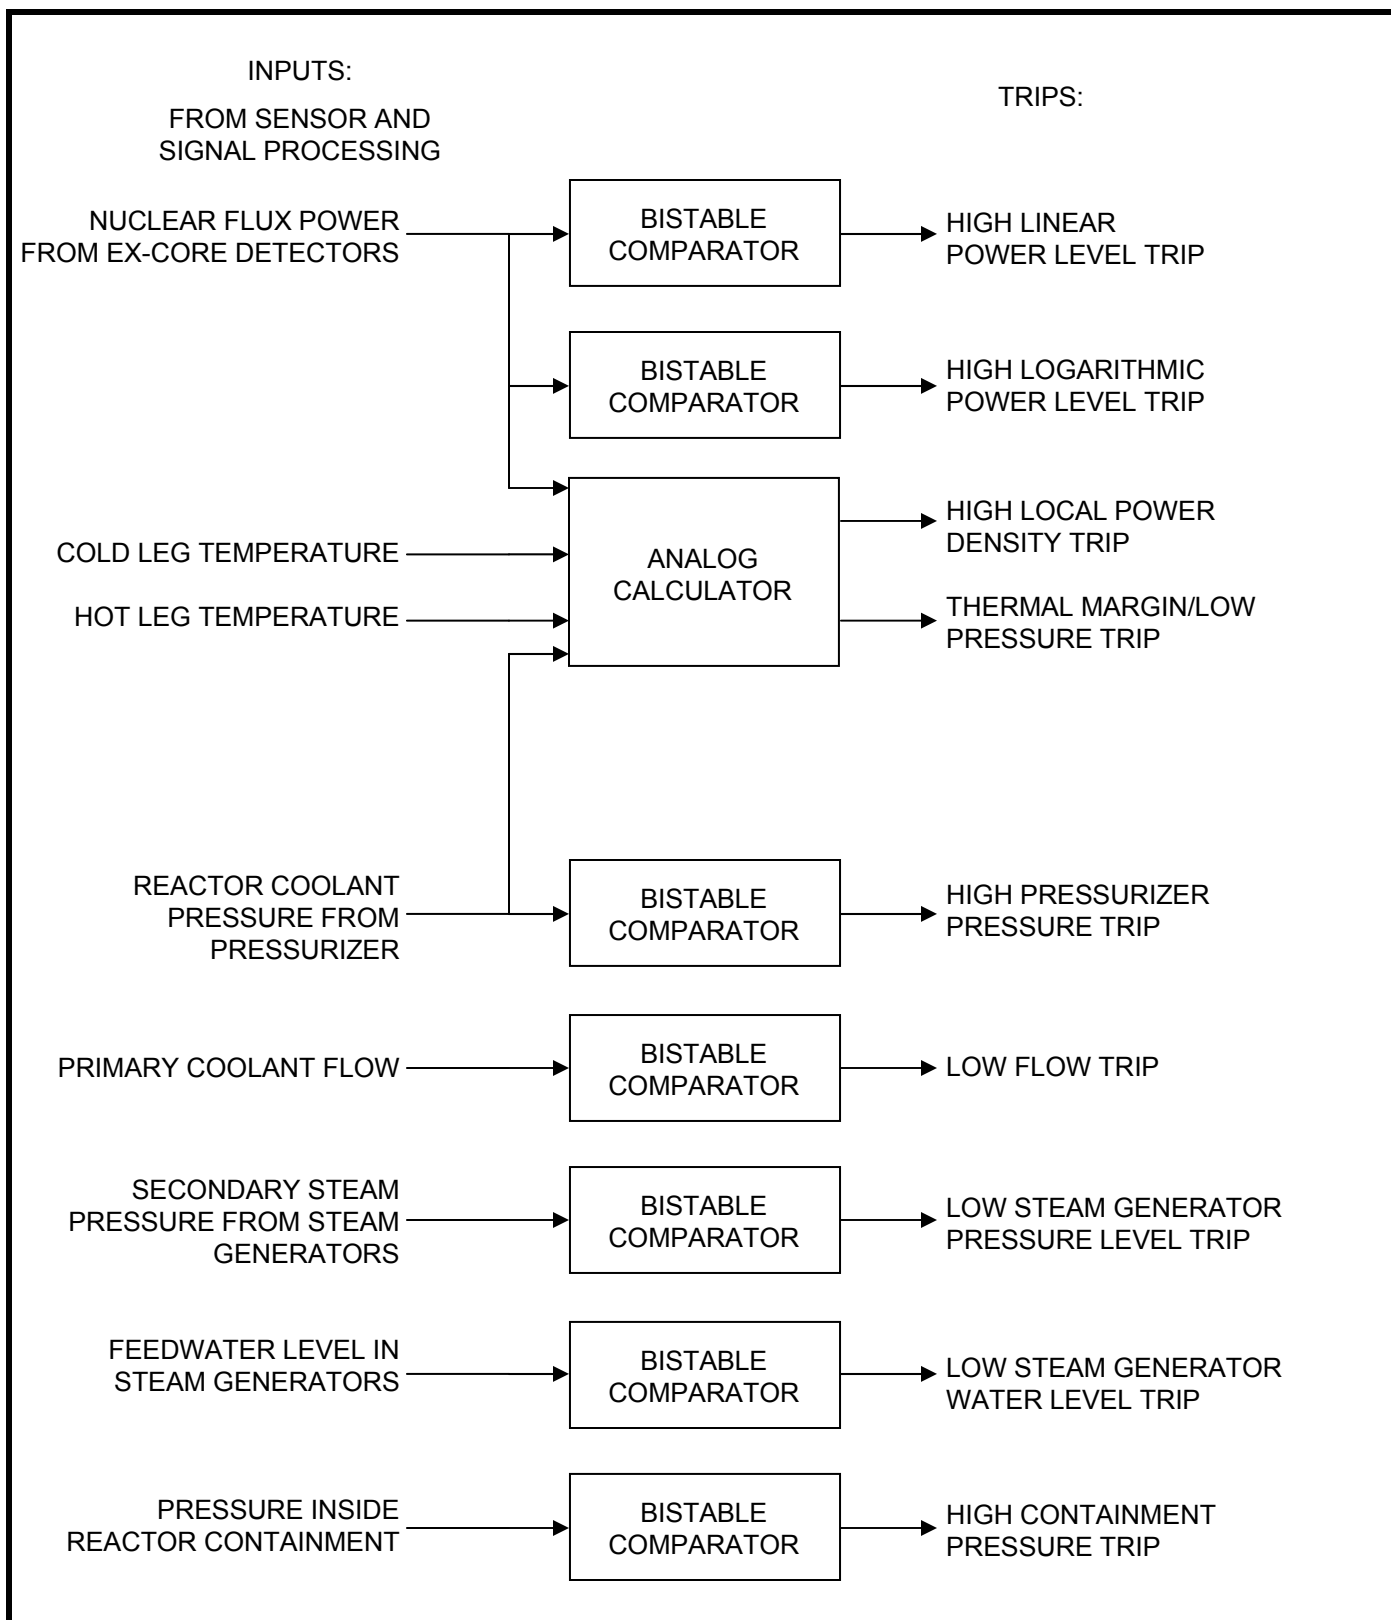 INPUTS:
FROM SENSOR AND
SIGNAL PROCESSING
TRIPS:
NUCLEAR FLUX POWER
FROM EX-CORE DETECTORS
BISTABLE
COMPARATOR
HIGH LINEAR
POWER LEVEL TRIP
BISTABLE
COMPARATOR
HIGH LOGARITHMIC
POWER LEVEL TRIP
COLD LEG TEMPERATURE
HOT LEG TEMPERATURE
ANALOG
CALCULATOR
HIGH LOCAL POWER
DENSITY TRIP
THERMAL MARGIN/LOW
PRESSURE TRIP
REACTOR COOLANT
PRESSURE FROM
PRESSURIZER
BISTABLE
COMPARATOR
HIGH PRESSURIZER
PRESSURE TRIP
PRIMARY COOLANT FLOW
BISTABLE
COMPARATOR
LOW FLOW TRIP
SECONDARY STEAM
PRESSURE FROM STEAM
GENERATORS
BISTABLE
COMPARATOR
LOW STEAM GENERATOR
PRESSURE LEVEL TRIP
FEEDWATER LEVEL IN
STEAM GENERATORS
BISTABLE
COMPARATOR
LOW STEAM GENERATOR
WATER LEVEL TRIP
PRESSURE INSIDE
REACTOR CONTAINMENT
BISTABLE
COMPARATOR
HIGH CONTAINMENT
PRESSURE TRIP